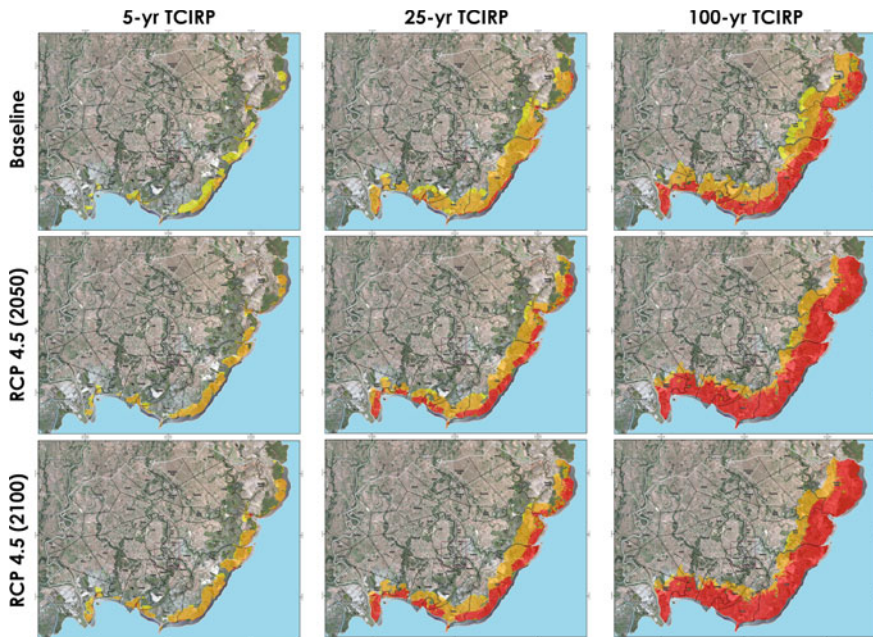 5-yr TCIRP 25-yr TCIRP 100-yr TCIRP
Baseline
RCP 4.5 (2050)
RCP 4.5 (2100)